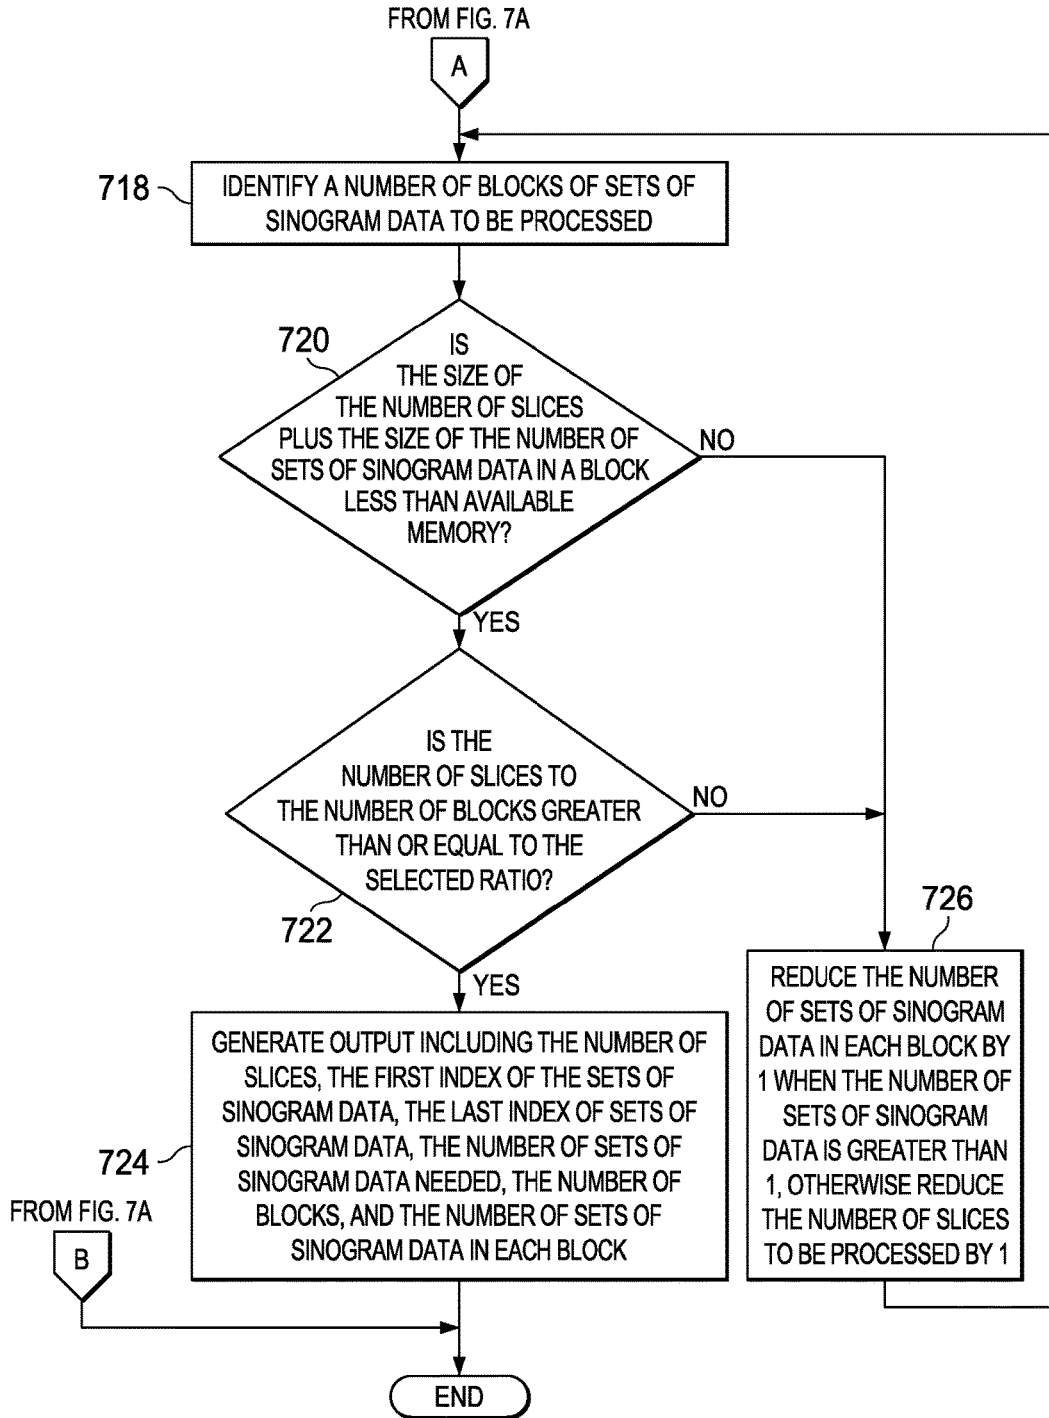 FROM FIG. 7A
A
718
IDENTIFY A NUMBER OF BLOCKS OF SETS OF
SINOGRAM DATA TO BE PROCESSED
720
IS
THE SIZE OF
THE NUMBER OF SLICES
PLUS THE SIZE OF THE NUMBER OF
SETS OF SINOGRAM DATA IN A BLOCK
LESS THAN AVAILABLE
MEMORY?
NO
YES
IS THE
NUMBER OF SLICES TO
THE NUMBER OF BLOCKS GREATER
THAN OR EQUAL TO THE
SELECTED RATIO?
NO
722
YES
726
REDUCE THE NUMBER
OF SETS OF SINOGRAM
DATA IN EACH BLOCK BY
1 WHEN THE NUMBER OF
SETS OF SINOGRAM
DATA IS GREATER THAN
1, OTHERWISE REDUCE
THE NUMBER OF SLICES
TO BE PROCESSED BY 1
GENERATE OUTPUT INCLUDING THE NUMBER OF
SLICES, THE FIRST INDEX OF THE SETS OF
SINOGRAM DATA, THE LAST INDEX OF SETS OF
SINOGRAM DATA, THE NUMBER OF SETS OF
SINOGRAM DATA NEEDED, THE NUMBER OF
BLOCKS, AND THE NUMBER OF SETS OF
SINOGRAM DATA IN EACH BLOCK
724
FROM FIG. 7A
B
END